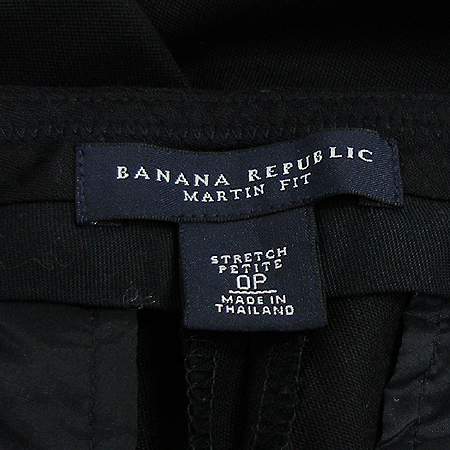 BANANA REPUBLIC
MARTIN FIT
STRETCH
PETITE
0P
MADE IN
THAILAND